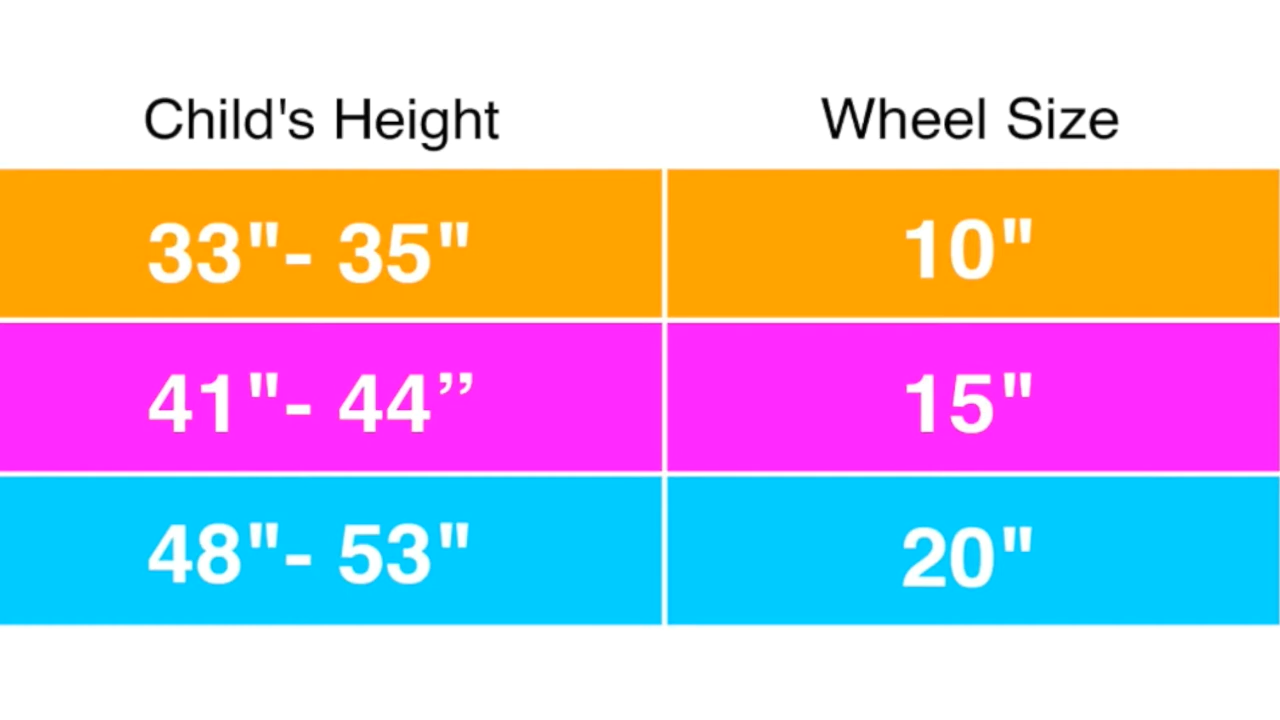 Child's Height Wheel Size
33"- 35" 10"
41"- 44” 15"
48"- 53" 20"